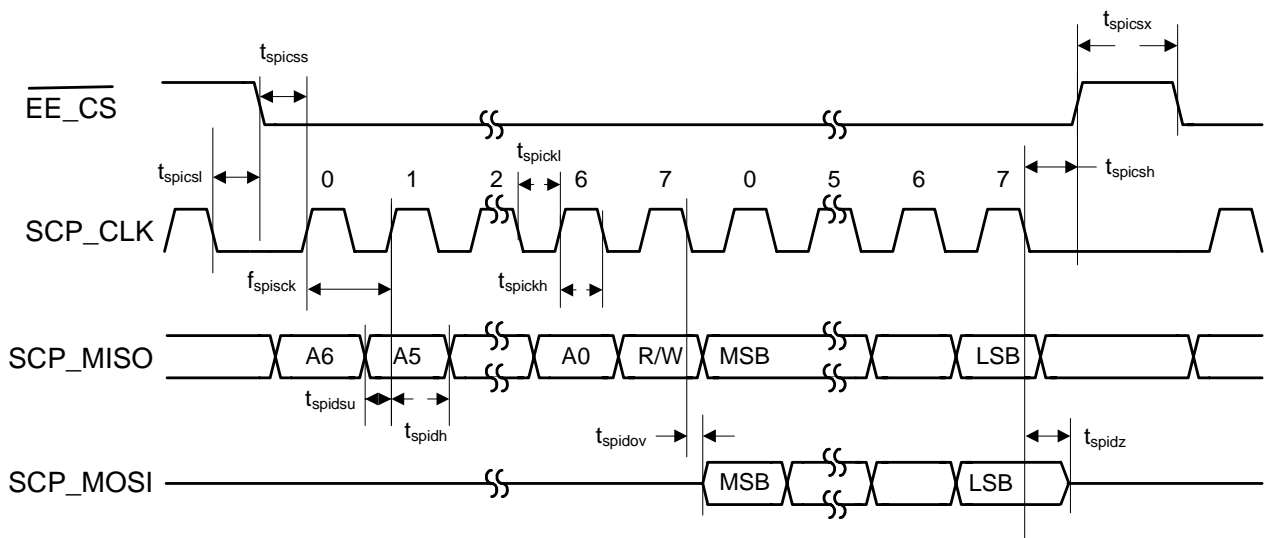 t_spicss
t_spicsx
EE_CS
t_spicsl
t_spickl
t_spicsh
0 1 2 6 7 0 5 6 7
SCP_CLK
f_spisck
t_spickh
SCP_MISO
A6 A5 A0 R/W MSB LSB
t_spidsu
t_spidh
t_spidov
t_spidz
SCP_MOSI
MSB LSB